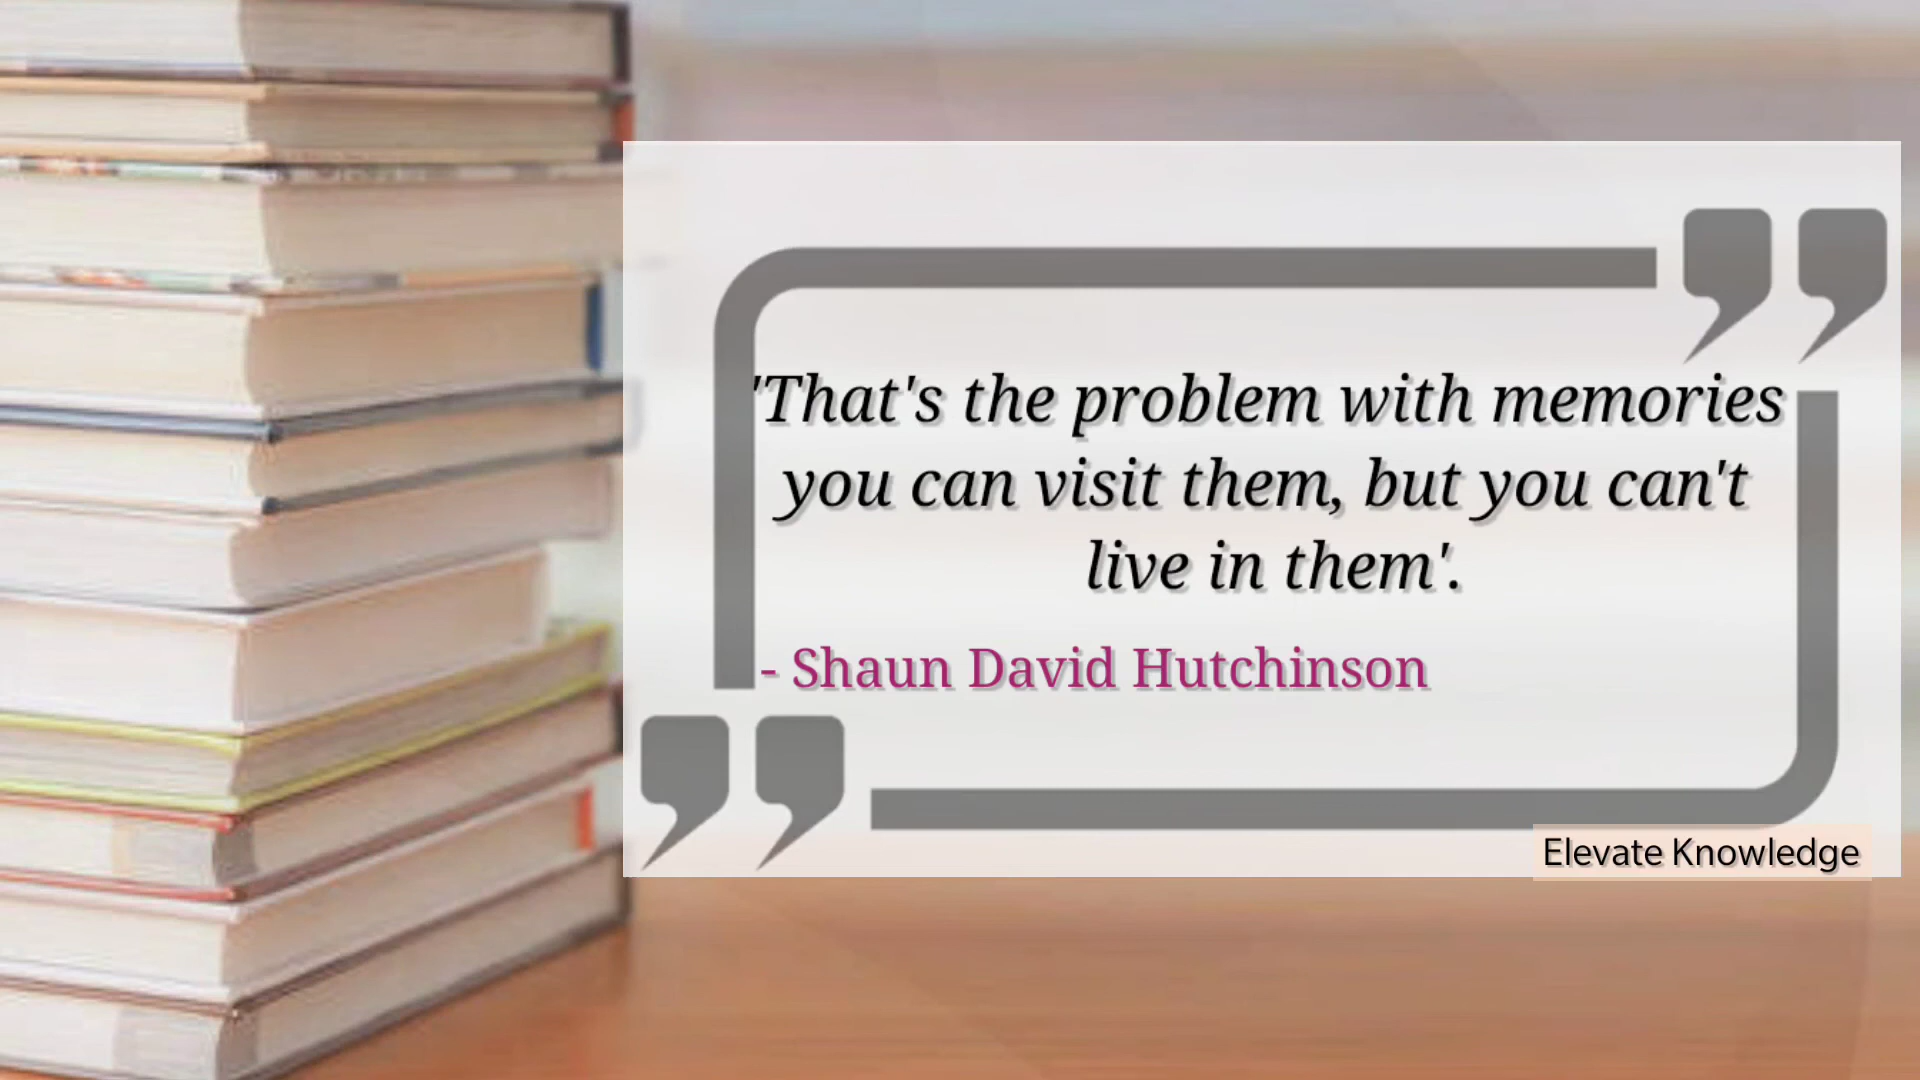 'That's the problem with memories
you can visit them, but you can't
live in them'.
- Shaun David Hutchinson
Elevate Knowledge